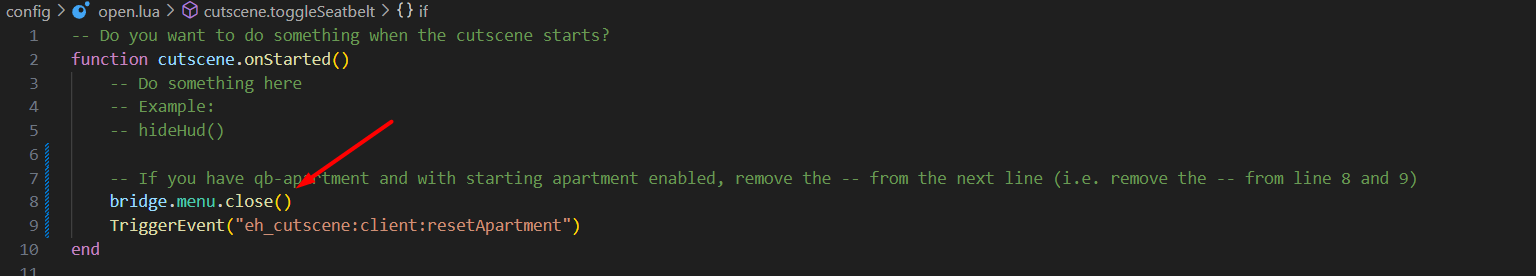 config > open.lua > cutscene.toggleSeatbelt > {} if
1 -- Do you want to do something when the cutscene starts?
2 function cutscene.onStarted()
3 -- Do something here
4 -- Example:
5 -- hideHud()
6
7 -- If you have qb-apartment and with starting apartment enabled, remove the -- from the next line (i.e. remove the -- from line 8 and 9)
8 bridge.menu.close()
9 TriggerEvent("eh_cutscene:client:resetApartment")
10 end
11